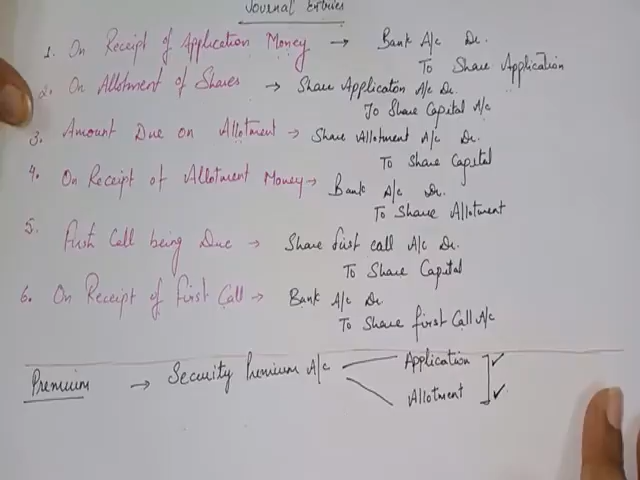 Journal Entries
1. On Receipt of Application Money → Bank A/c Dr.
To Share Application
2. On Allotment of Shares → Share Application A/c Dr.
To Share Capital A/c
3. Amount Due on Allotment → Share Allotment A/c Dr.
To Share Capital
4. On Receipt of Allotment Money → Bank A/c Dr.
To Share Allotment
5. First Call being Due → Share first call A/c Dr.
To Share Capital
6. On Receipt of First Call → Bank A/c Dr
To Share first Call A/c
Premium → Security Premium A/c
Application ✓
Allotment ✓